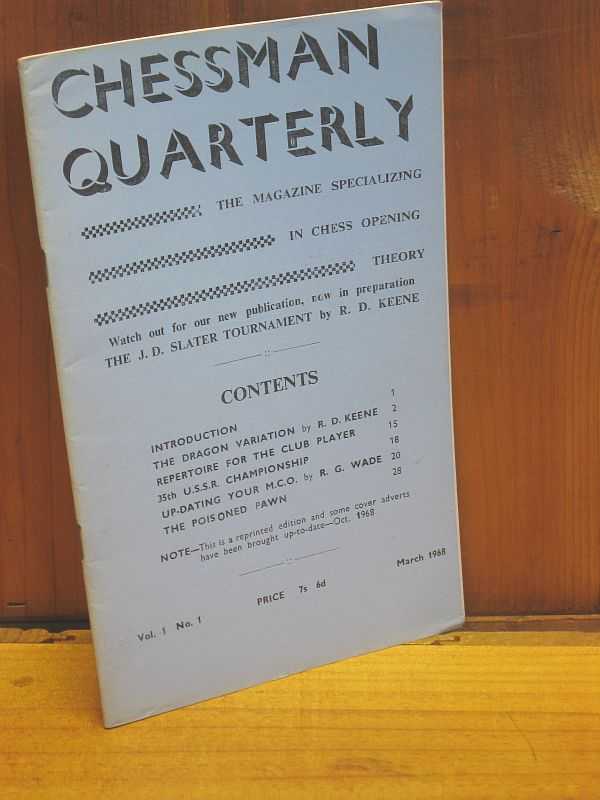 CHESSMAN
QUARTERLY
THE MAGAZINE SPECIALIZING
IN CHESS OPENING
THEORY
Watch out for our new publication, now in preparation
THE J. D. SLATER TOURNAMENT by R. D. KEENE
CONTENTS
INTRODUCTION 1
THE DRAGON VARIATION by R. D. KEENE 2
REPERTOIRE FOR THE CLUB PLAYER 15
35th U.S.S.R. CHAMPIONSHIP 18
UP-DATING YOUR M.C.O. by R. G. WADE 20
THE POISONED PAWN 28
NOTE—This is a reprinted edition and some cover adverts
have been brought up-to-date—Oct. 1968
Vol. 1 No. 1 PRICE 7s 6d March 1968